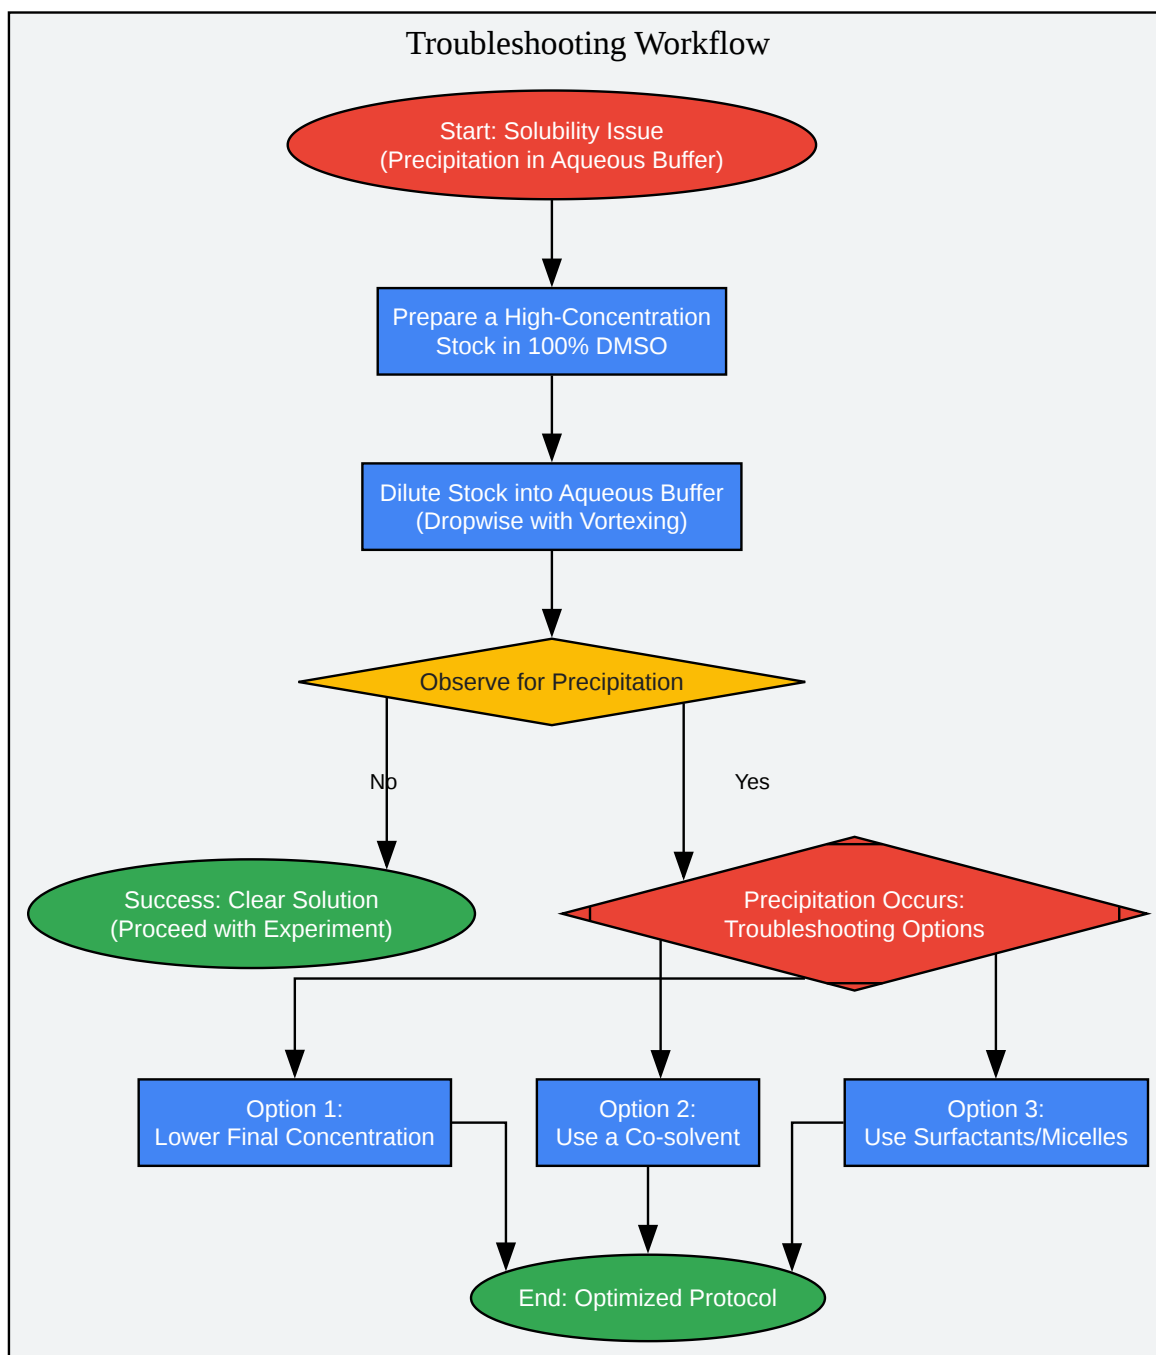 Troubleshooting Workflow
Start: Solubility Issue
(Precipitation in Aqueous Buffer)
Prepare a High-Concentration
Stock in 100% DMSO
Dilute Stock into Aqueous Buffer
(Dropwise with Vortexing)
Observe for Precipitation
No
Yes
Success: Clear Solution
(Proceed with Experiment)
Precipitation Occurs:
Troubleshooting Options
Option 1:
Lower Final Concentration
Option 2:
Use a Co-solvent
Option 3:
Use Surfactants/Micelles
End: Optimized Protocol